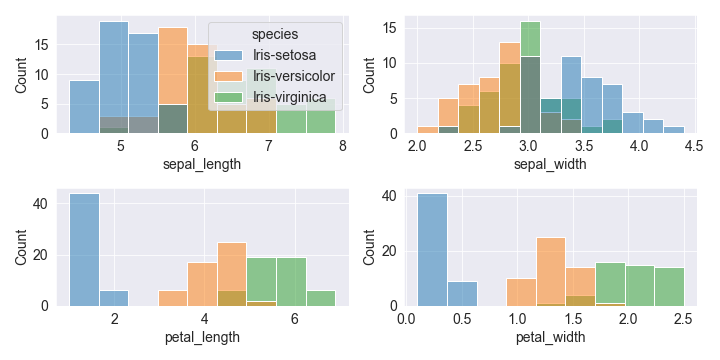 Count
15
10
5
0
species
Iris-setosa
Iris-versicolor
Iris-virginica
5 6 7 8
sepal_length
Count
15
10
5
0
2.0 2.5 3.0 3.5 4.0 4.5
sepal_width
Count
40
20
0
2 4 6
petal_length
Count
40
20
0
0.0 0.5 1.0 1.5 2.0 2.5
petal_width